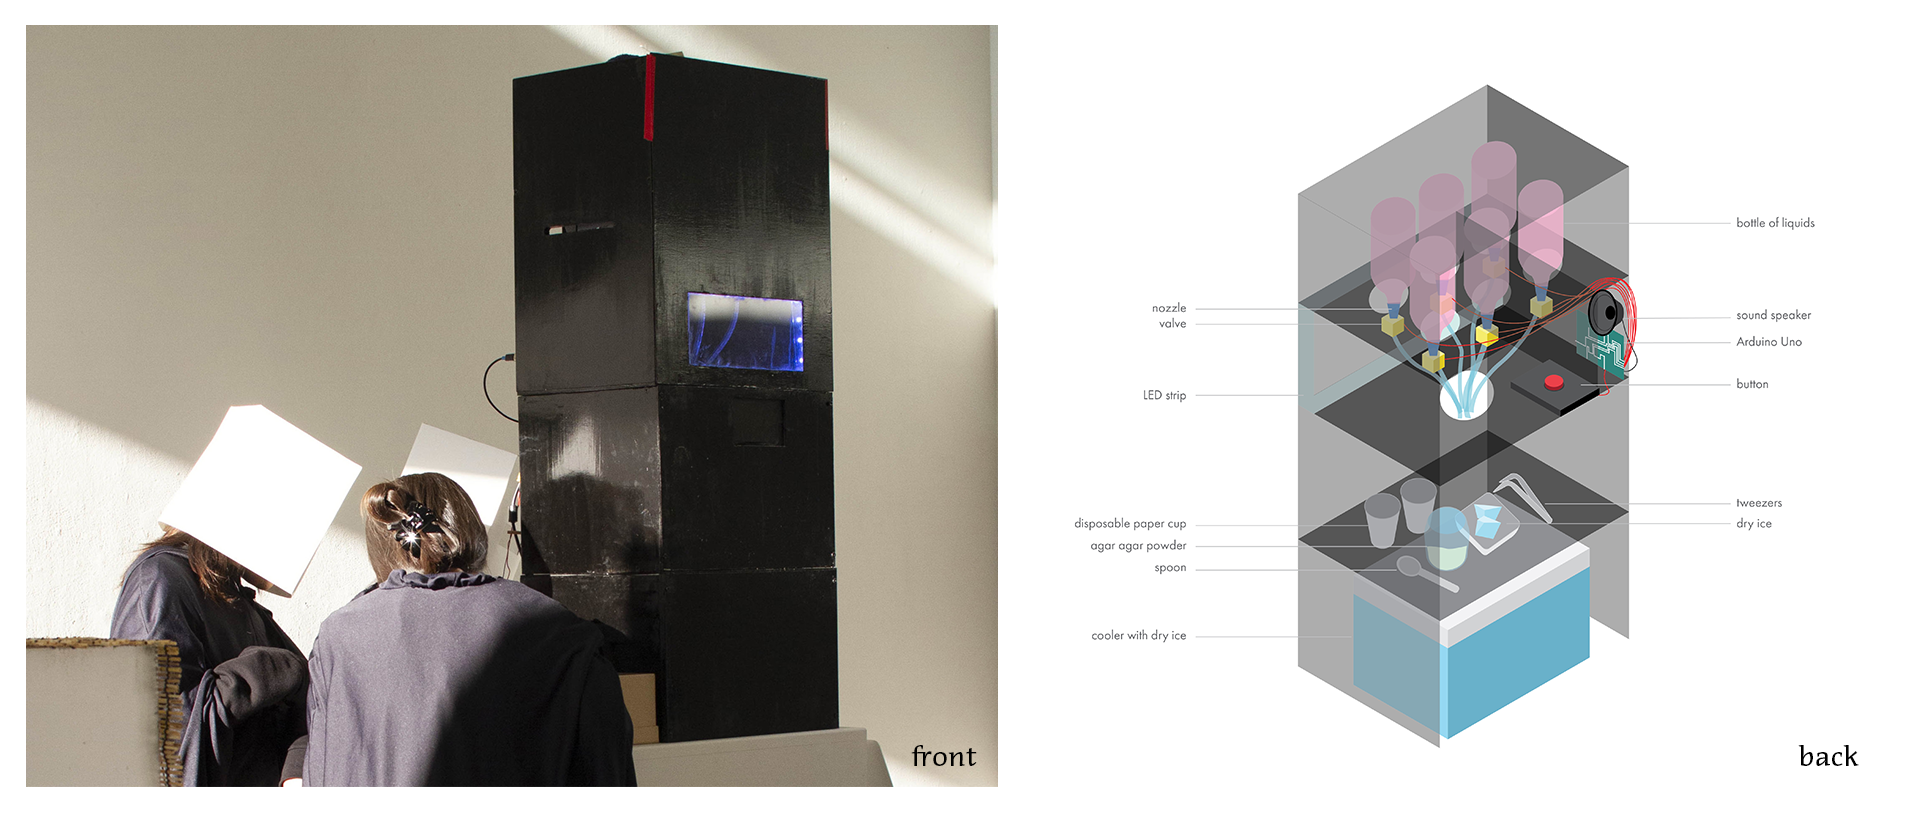 front
bottle of liquids
nozzle
valve
sound speaker
Arduino Uno
button
LED strip
tweezers
disposable paper cup
dry ice
agar agar powder
spoon
cooler with dry ice
back